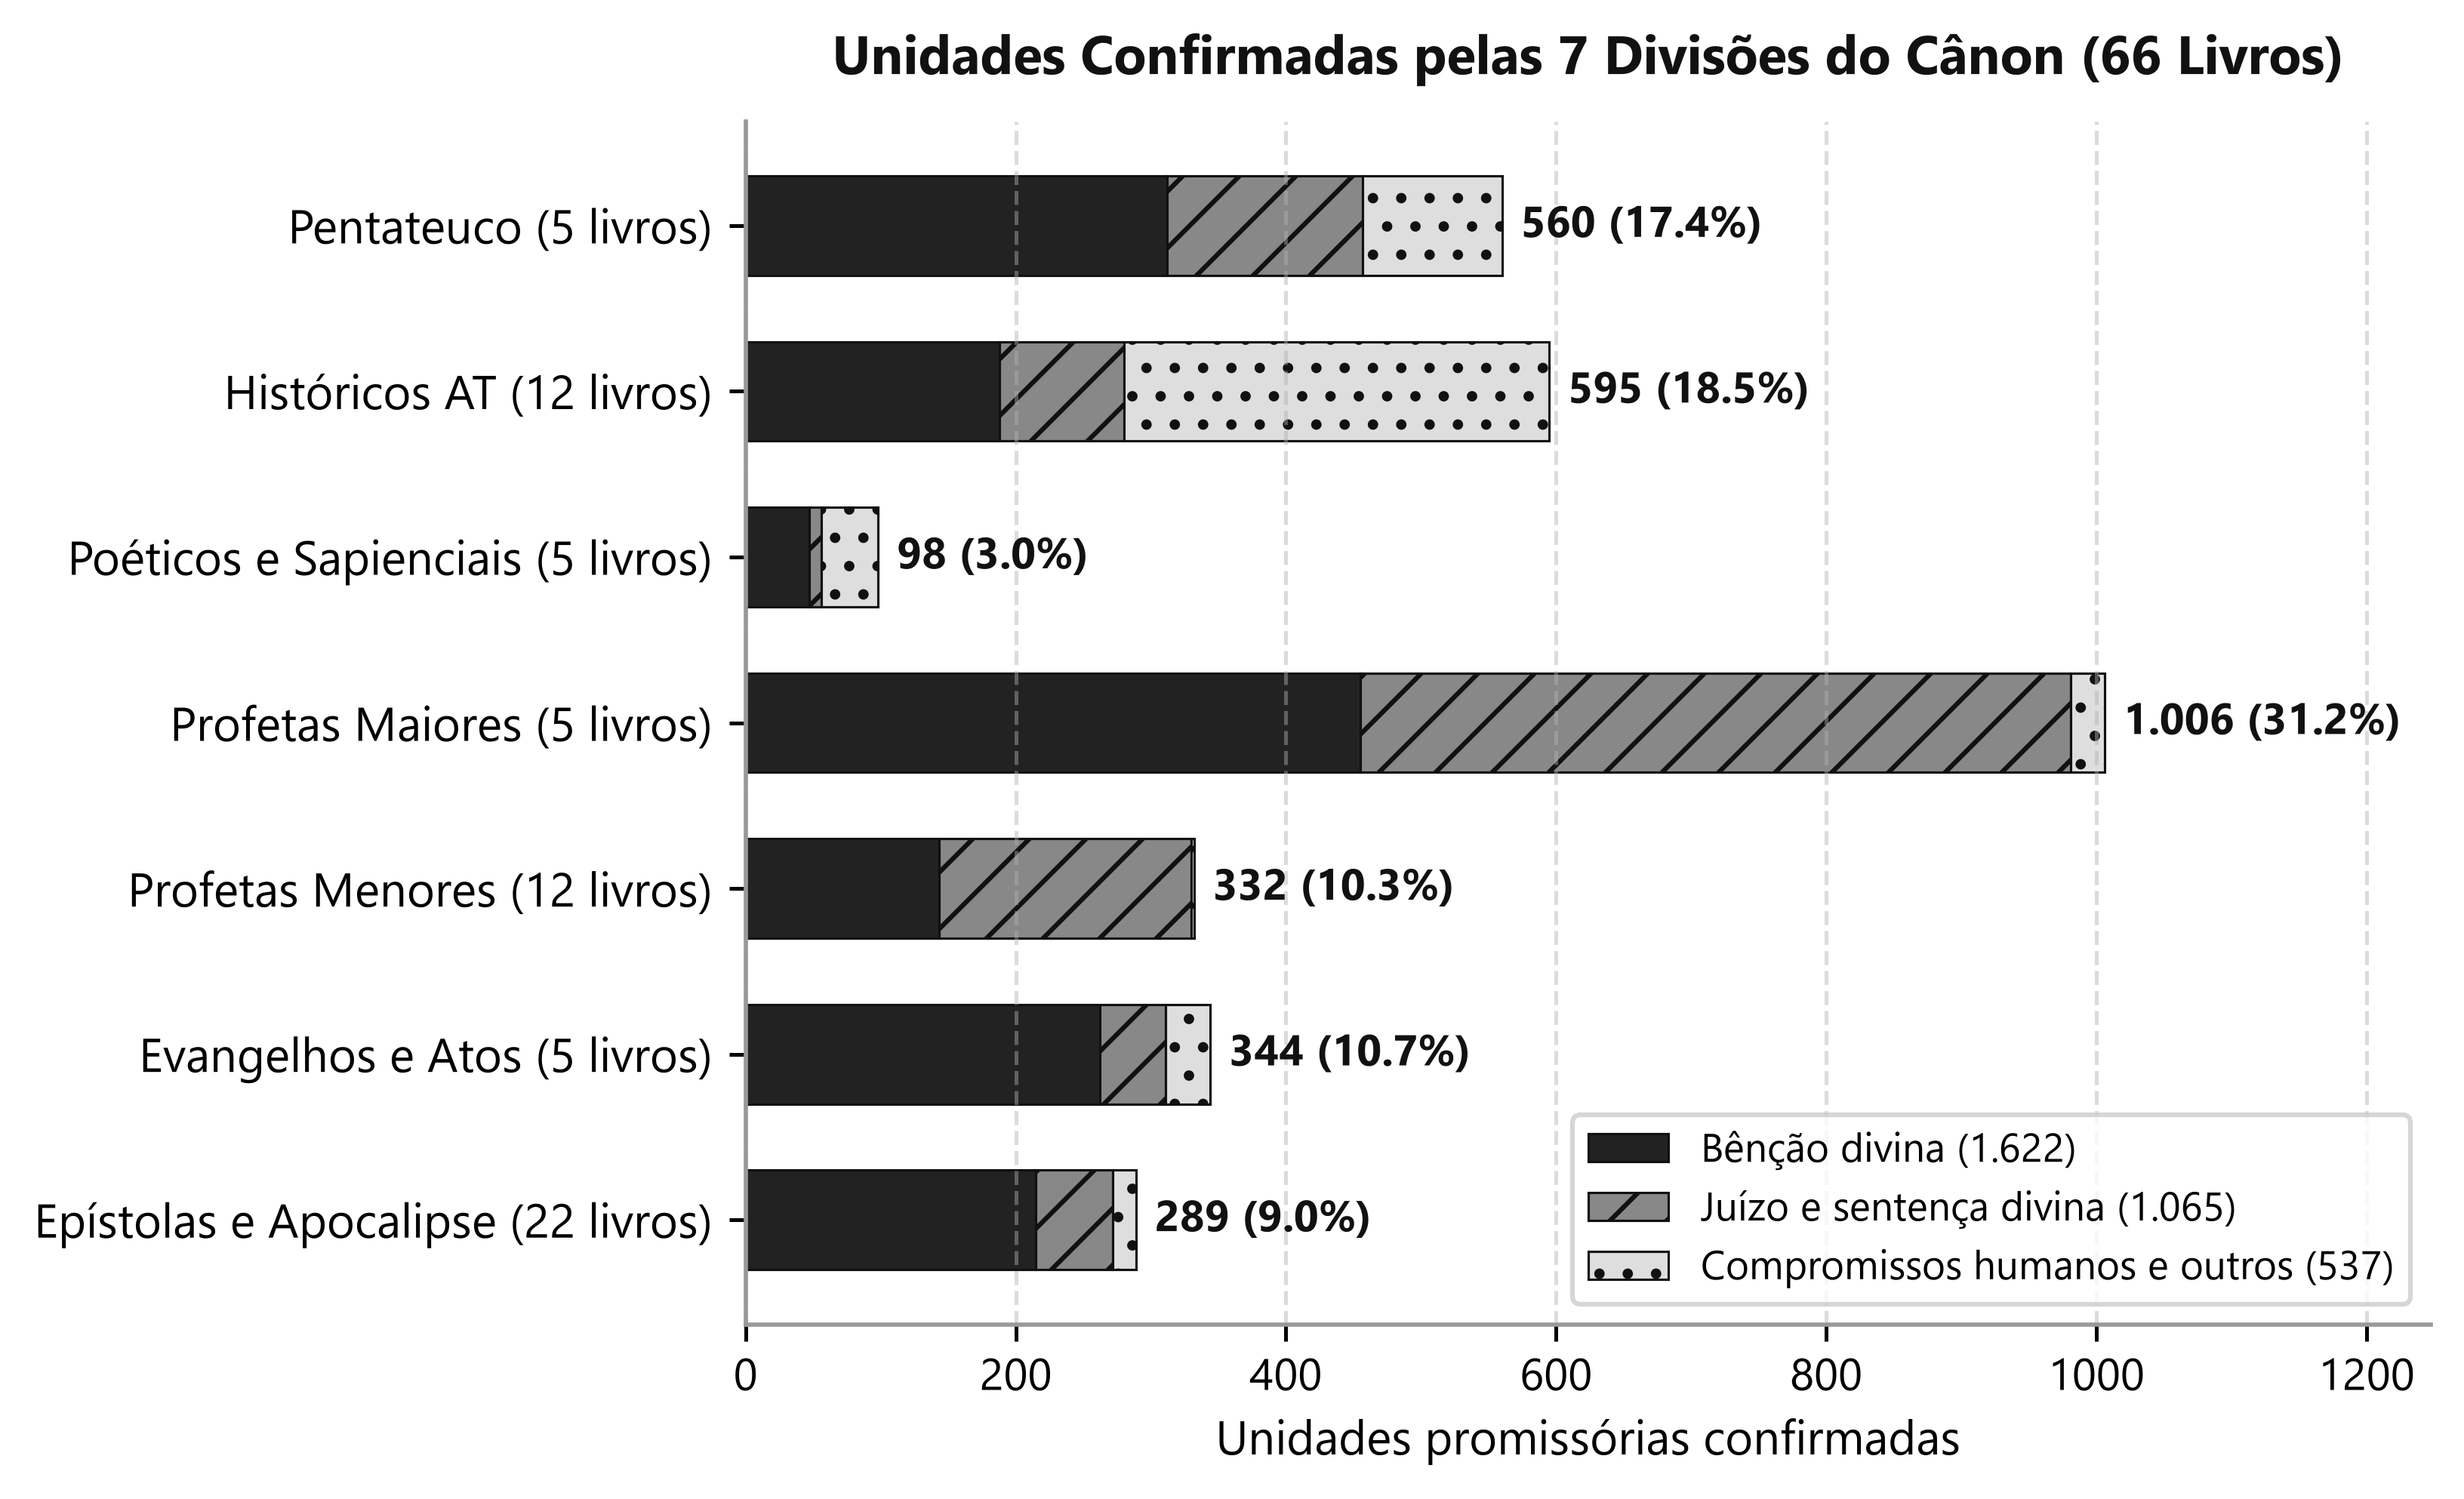 Unidades Confirmadas pelas 7 Divisões do Cânon (66 Livros)
Pentateuco (5 livros)
560 (17.4%)
Históricos AT (12 livros)
595 (18.5%)
Poéticos e Sapienciais (5 livros)
98 (3.0%)
Profetas Maiores (5 livros)
1.006 (31.2%)
Profetas Menores (12 livros)
332 (10.3%)
Evangelhos e Atos (5 livros)
344 (10.7%)
Epístolas e Apocalipse (22 livros)
289 (9.0%)
Bênção divina (1.622)
Juízo e sentença divina (1.065)
Compromissos humanos e outros (537)
0 200 400 600 800 1000 1200
Unidades promissórias confirmadas